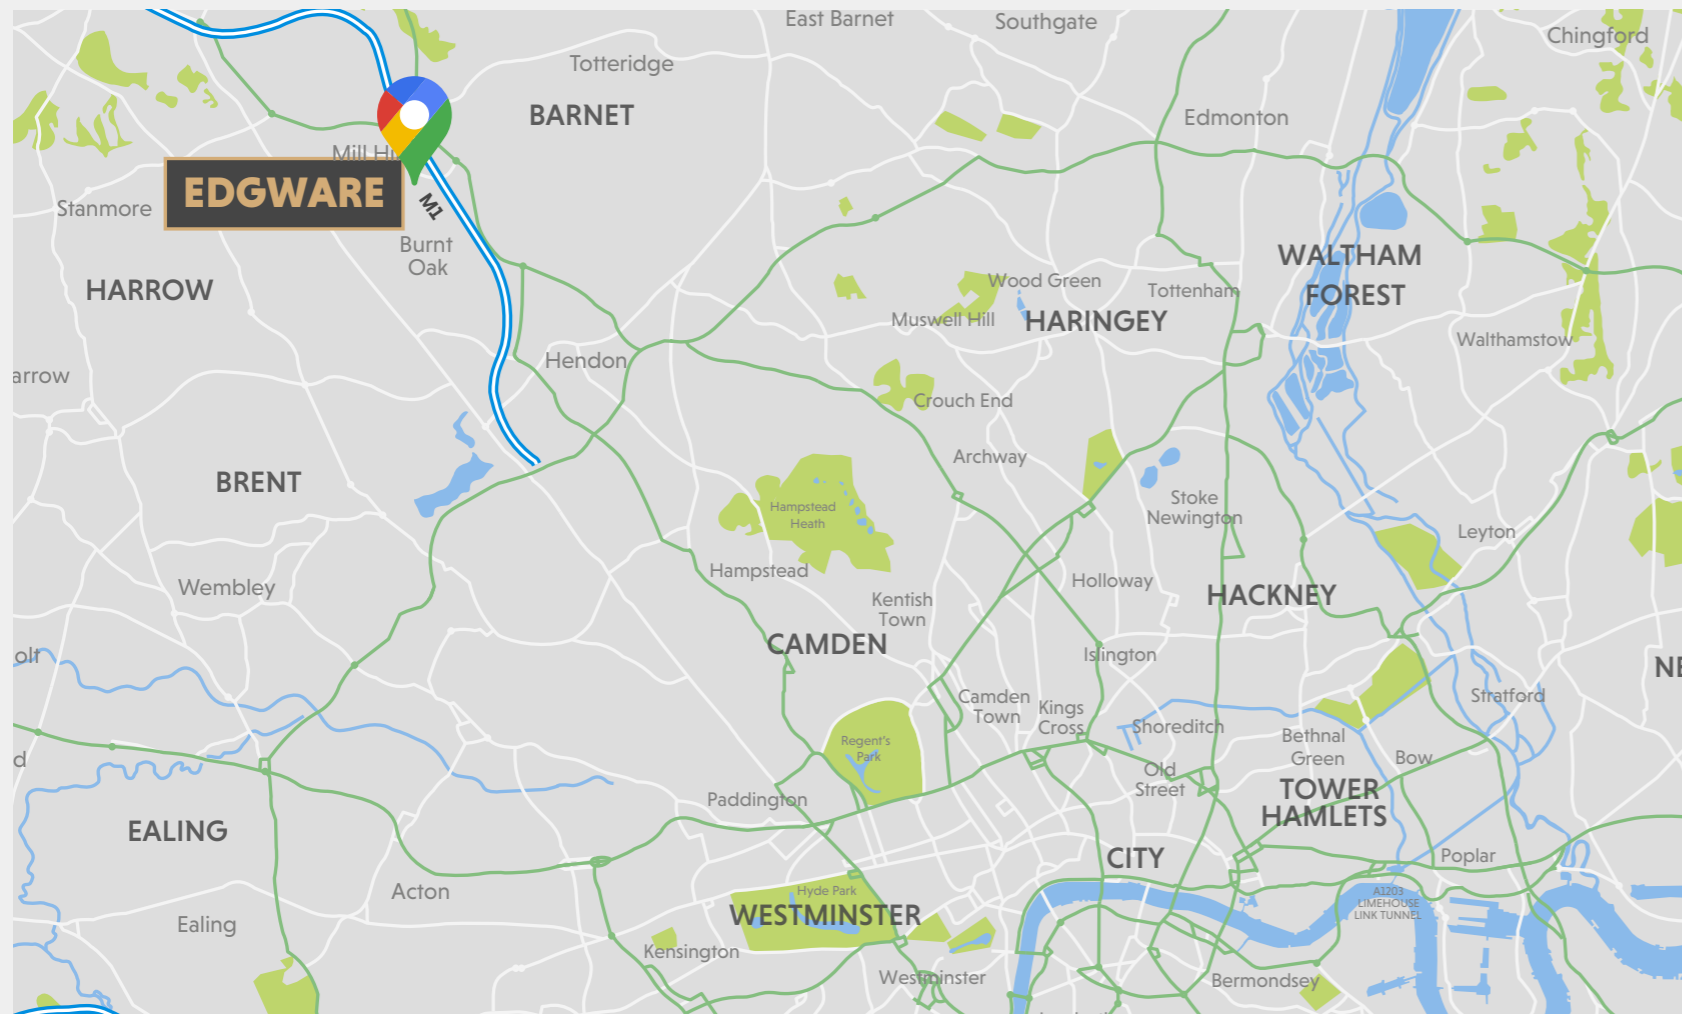 East Barnet
Southgate
Chingford
Totteridge
BARNET
Edmonton
Mill Hi
EDGWARE
M1
Stanmore
Burnt
Oak
WALTHAM
FOREST
HARROW
Wood Green
Tottenham
Muswell Hill
HARINGEY
Walthamstow
Hendon
arrow
Crouch End
Archway
BRENT
Stoke
Newington
Hampstead
Heath
Leyton
Hampstead
Holloway
Wembley
Kentish
Town
HACKNEY
CAMDEN
Islington
olt
NE
Camden
Town
Kings
Cross
Shoreditch
Stratford
Regent's
Park
Bethnal
Green
Bow
d
Old
Street
TOWER
HAMLETS
Paddington
EALING
CITY
Poplar
Acton
Hyde Park
A1203
LIMEHOUSE
LINK TUNNEL
WESTMINSTER
Ealing
Kensington
Westminster
Bermondsey